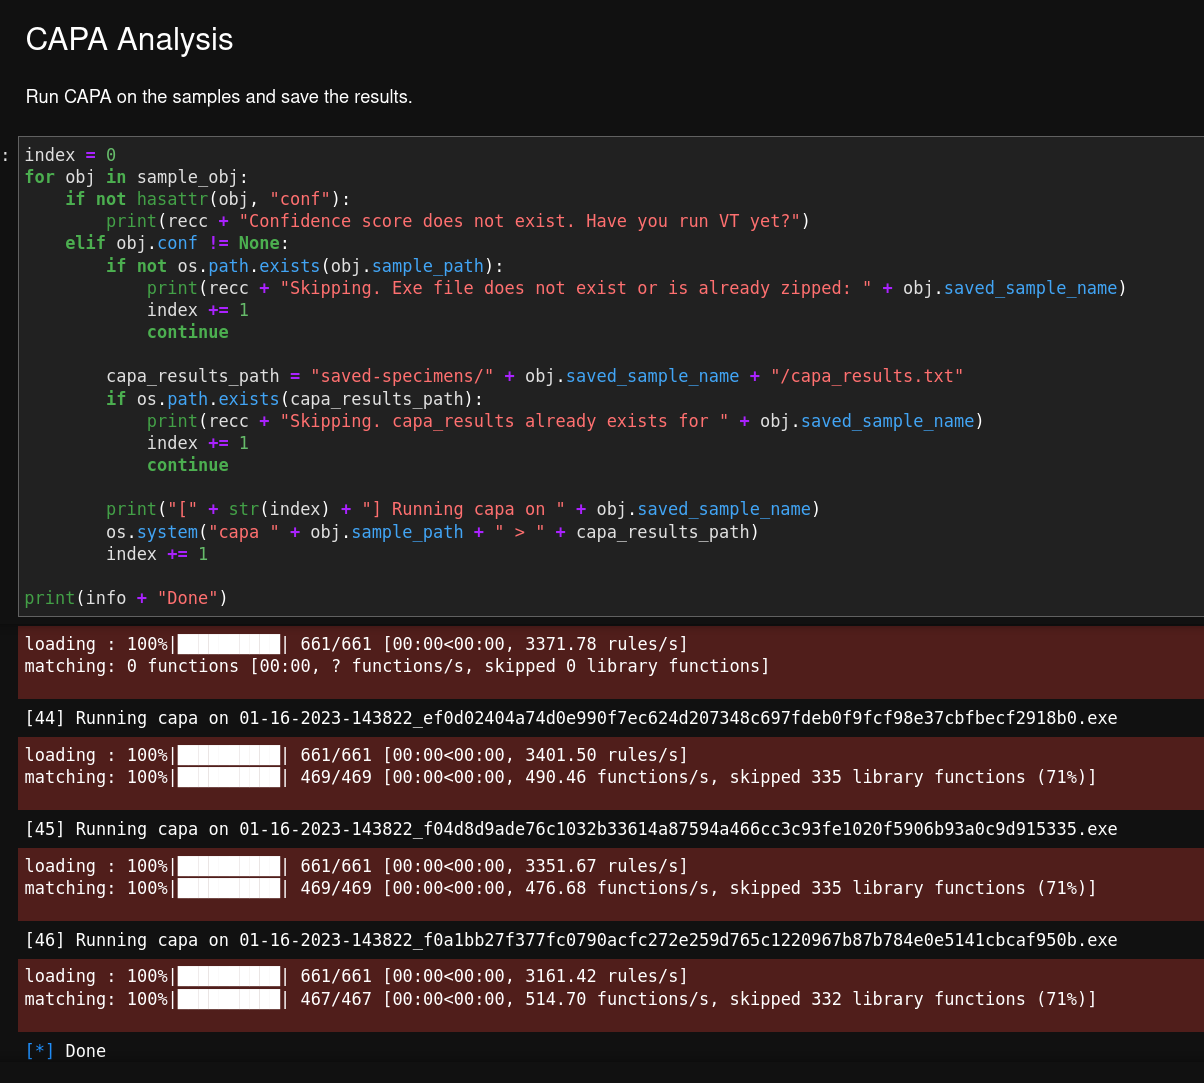 CAPA Analysis
Run CAPA on the samples and save the results.
:
index = 0
for obj in sample_obj:
    if not hasattr(obj, "conf"):
        print(recc + "Confidence score does not exist. Have you run VT yet?")
    elif obj.conf != None:
        if not os.path.exists(obj.sample_path):
            print(recc + "Skipping. Exe file does not exist or is already zipped: " + obj.saved_sample_name)
            index += 1
            continue

        capa_results_path = "saved-specimens/" + obj.saved_sample_name + "/capa_results.txt"
        if os.path.exists(capa_results_path):
            print(recc + "Skipping. capa_results already exists for " + obj.saved_sample_name)
            index += 1
            continue

        print("[" + str(index) + "] Running capa on " + obj.saved_sample_name)
        os.system("capa " + obj.sample_path + " > " + capa_results_path)
        index += 1

print(info + "Done")
loading : 100%|██████████| 661/661 [00:00<00:00, 3371.78 rules/s]
matching: 0 functions [00:00, ? functions/s, skipped 0 library functions]
[44] Running capa on 01-16-2023-143822_ef0d02404a74d0e990f7ec624d207348c697fdeb0f9fcf98e37cbfbecf2918b0.exe
loading : 100%|██████████| 661/661 [00:00<00:00, 3401.50 rules/s]
matching: 100%|██████████| 469/469 [00:00<00:00, 490.46 functions/s, skipped 335 library functions (71%)]
[45] Running capa on 01-16-2023-143822_f04d8d9ade76c1032b33614a87594a466cc3c93fe1020f5906b93a0c9d915335.exe
loading : 100%|██████████| 661/661 [00:00<00:00, 3351.67 rules/s]
matching: 100%|██████████| 469/469 [00:00<00:00, 476.68 functions/s, skipped 335 library functions (71%)]
[46] Running capa on 01-16-2023-143822_f0a1bb27f377fc0790acfc272e259d765c1220967b87b784e0e5141cbcaf950b.exe
loading : 100%|██████████| 661/661 [00:00<00:00, 3161.42 rules/s]
matching: 100%|██████████| 467/467 [00:00<00:00, 514.70 functions/s, skipped 332 library functions (71%)]
[*] Done